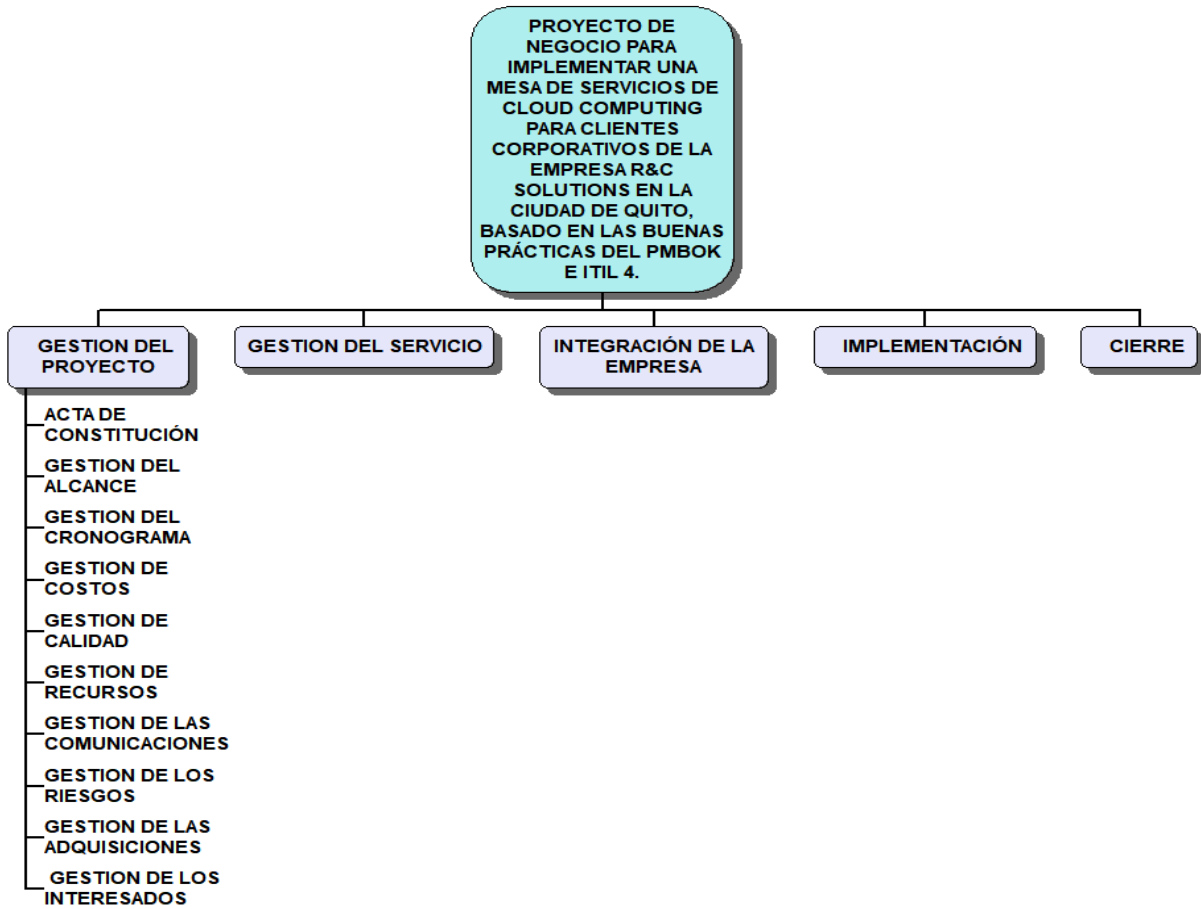 PROYECTO DE
NEGOCIO PARA
IMPLEMENTAR UNA
MESA DE SERVICIOS DE
CLOUD COMPUTING
PARA CLIENTES
CORPORATIVOS DE LA
EMPRESA R&C
SOLUTIONS EN LA
CIUDAD DE QUITO,
BASADO EN LAS BUENAS
PRÁCTICAS DEL PMBOK
E ITIL 4.
GESTION DEL
PROYECTO
GESTION DEL SERVICIO
INTEGRACIÓN DE LA
EMPRESA
IMPLEMENTACIÓN
CIERRE
ACTA DE
CONSTITUCIÓN
GESTION DEL
ALCANCE
GESTION DEL
CRONOGRAMA
GESTION DE
COSTOS
GESTION DE
CALIDAD
GESTION DE
RECURSOS
GESTION DE LAS
COMUNICACIONES
GESTION DE LOS
RIESGOS
GESTION DE LAS
ADQUISICIONES
GESTION DE LOS
INTERESADOS